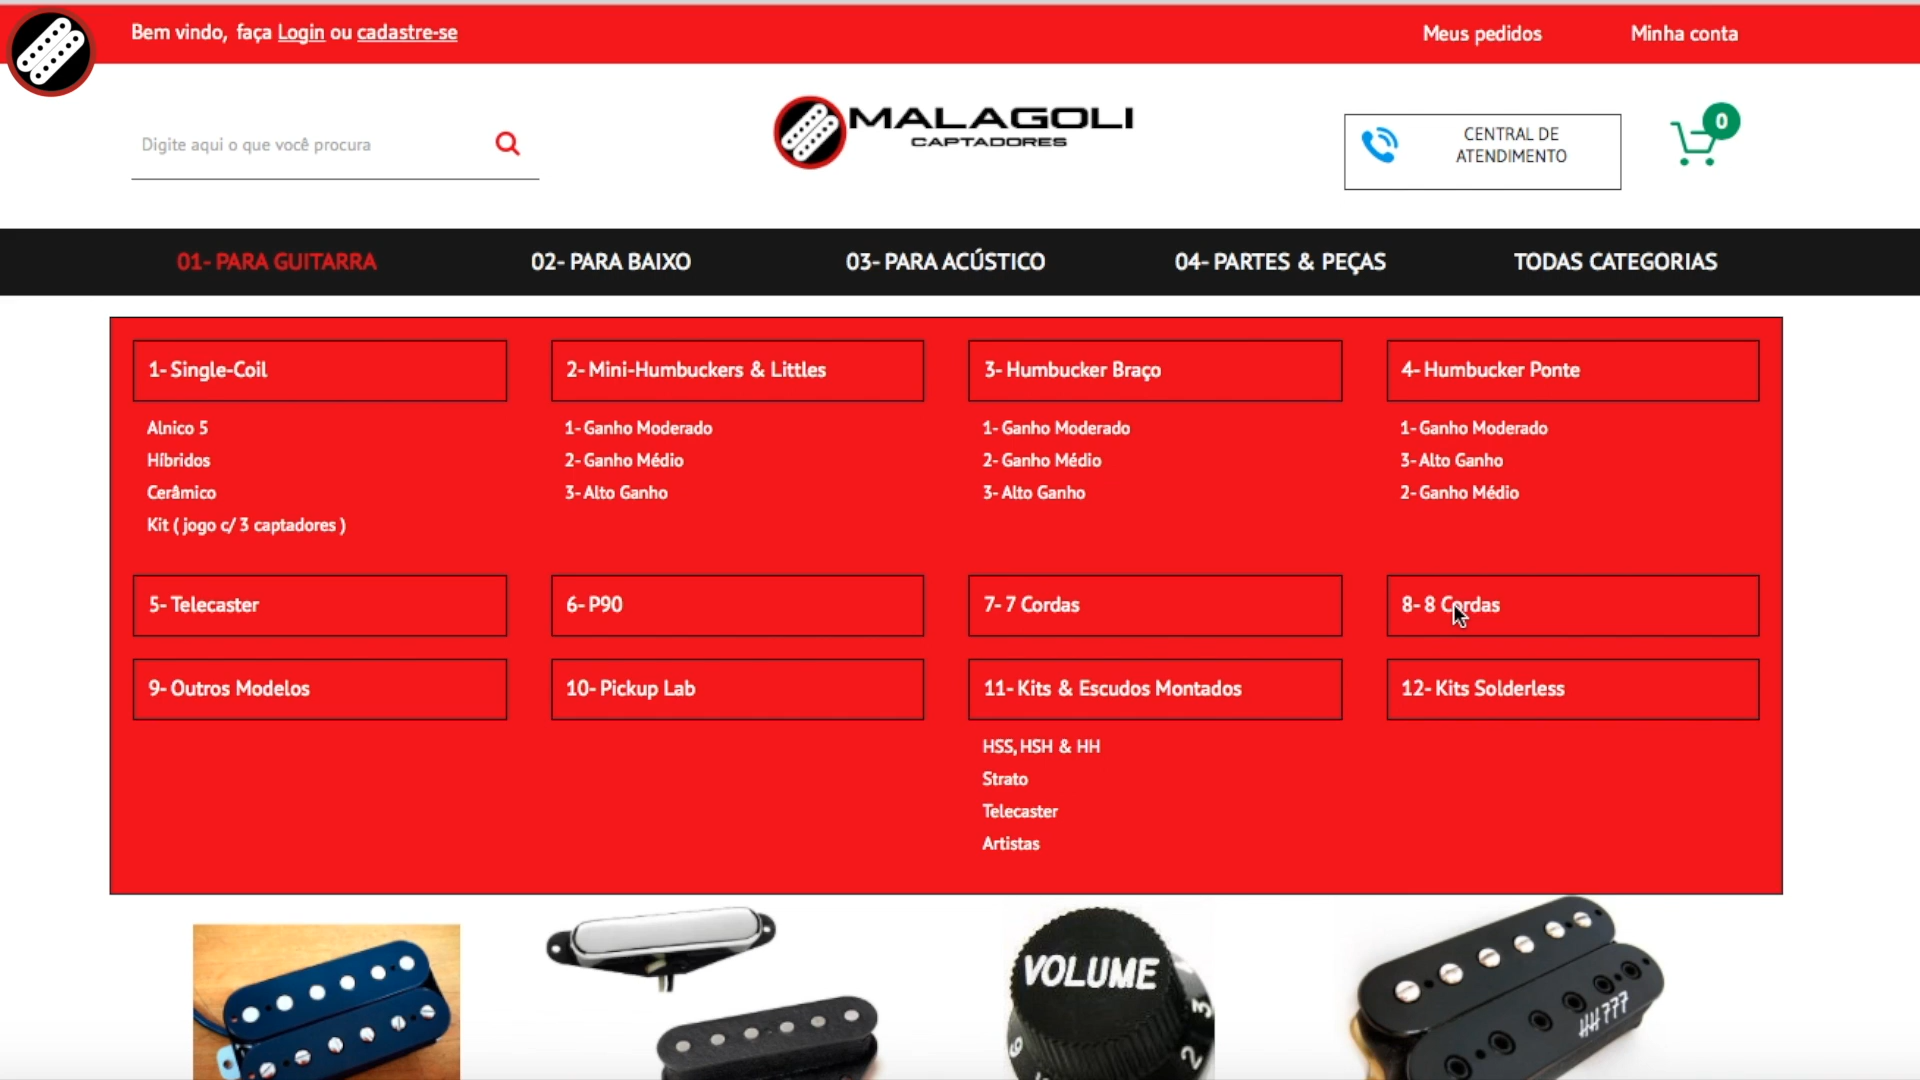 Bem vindo, faça Login ou cadastre-se
Meus pedidos
Minha conta
Digite aqui o que você procura
MALAGOLI
CAPTADORES
CENTRAL DE
ATENDIMENTO
0
01- PARA GUITARRA
02- PARA BAIXO
03- PARA ACÚSTICO
04- PARTES & PEÇAS
TODAS CATEGORIAS
1- Single-Coil
Alnico 5
Híbridos
Cerâmico
Kit ( jogo c/ 3 captadores )
2- Mini-Humbuckers & Littles
1- Ganho Moderado
2- Ganho Médio
3- Alto Ganho
3- Humbucker Braço
1- Ganho Moderado
2- Ganho Médio
3- Alto Ganho
4- Humbucker Ponte
1- Ganho Moderado
3- Alto Ganho
2- Ganho Médio
5- Telecaster
6- P90
7- 7 Cordas
8- 8 Cordas
9- Outros Modelos
10- Pickup Lab
11- Kits & Escudos Montados
HSS, HSH & HH
Strato
Telecaster
Artistas
12- Kits Solderless
VOLUME
3
2
HH777